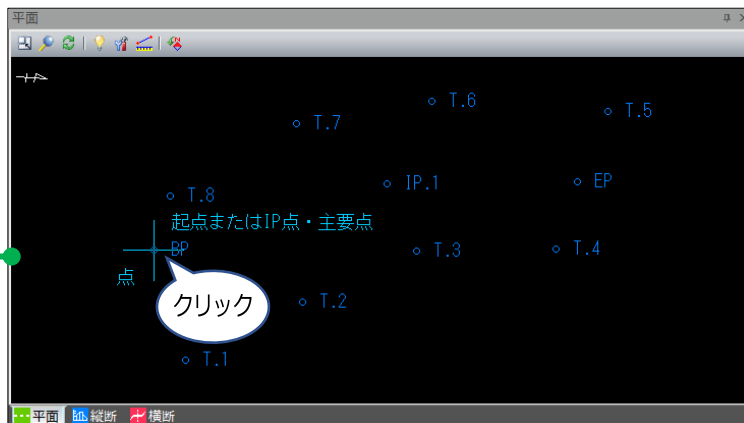 平面
T.6
T.5
T.7
IP.1
EP
T.8
起点またはIP点・主要点
BP
T.3
T.4
点
クリック
T.2
T.1
平面 縦断 横断